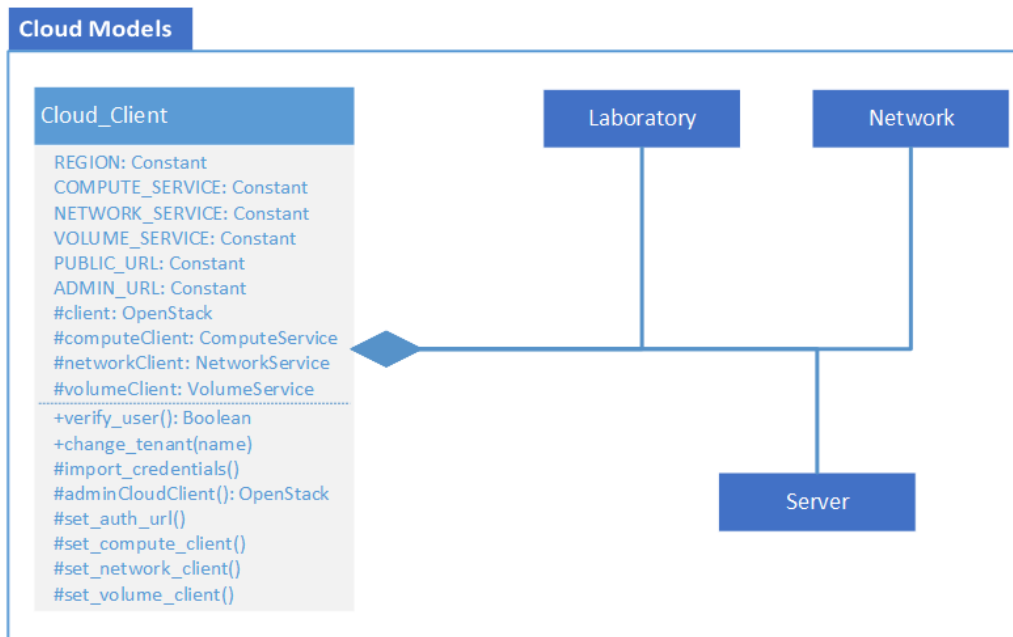 Cloud Models
Cloud_Client
REGION: Constant
COMPUTE_SERVICE: Constant
NETWORK_SERVICE: Constant
VOLUME_SERVICE: Constant
PUBLIC_URL: Constant
ADMIN_URL: Constant
#client: OpenStack
#computeClient: ComputeService
#networkClient: NetworkService
#volumeClient: VolumeService
+verify_user(): Boolean
+change_tenant(name)
#import_credentials()
#adminCloudClient(): OpenStack
#set_auth_url()
#set_compute_client()
#set_network_client()
#set_volume_client()
Laboratory
Network
Server